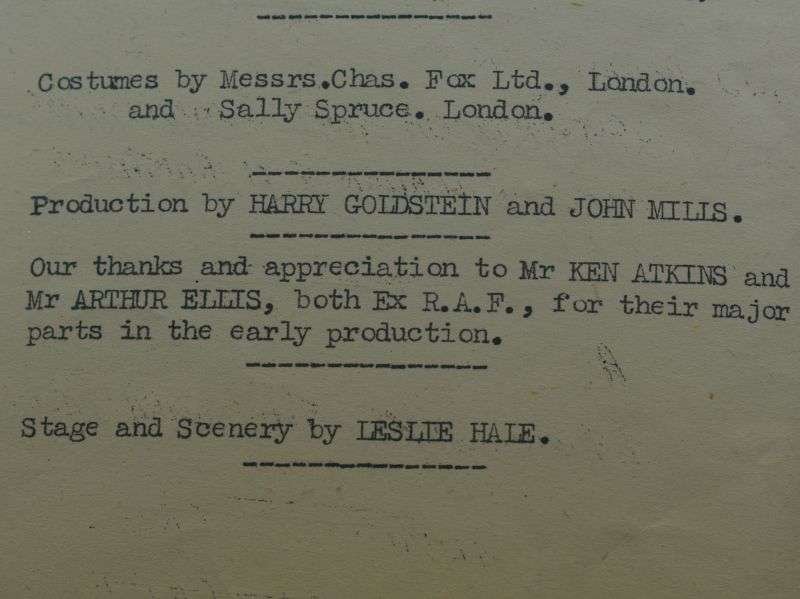 Costumes by Messrs.Chas. Fox Ltd., London.
and Sally Spruce. London.
Production by HARRY GOLDSTEIN and JOHN MILLS.
Our thanks and appreciation to Mr KEN ATKINS and
Mr ARTHUR ELLIS, both Ex R.A.F., for their major
parts in the early production.
Stage and Scenery by LESLIE HALE.